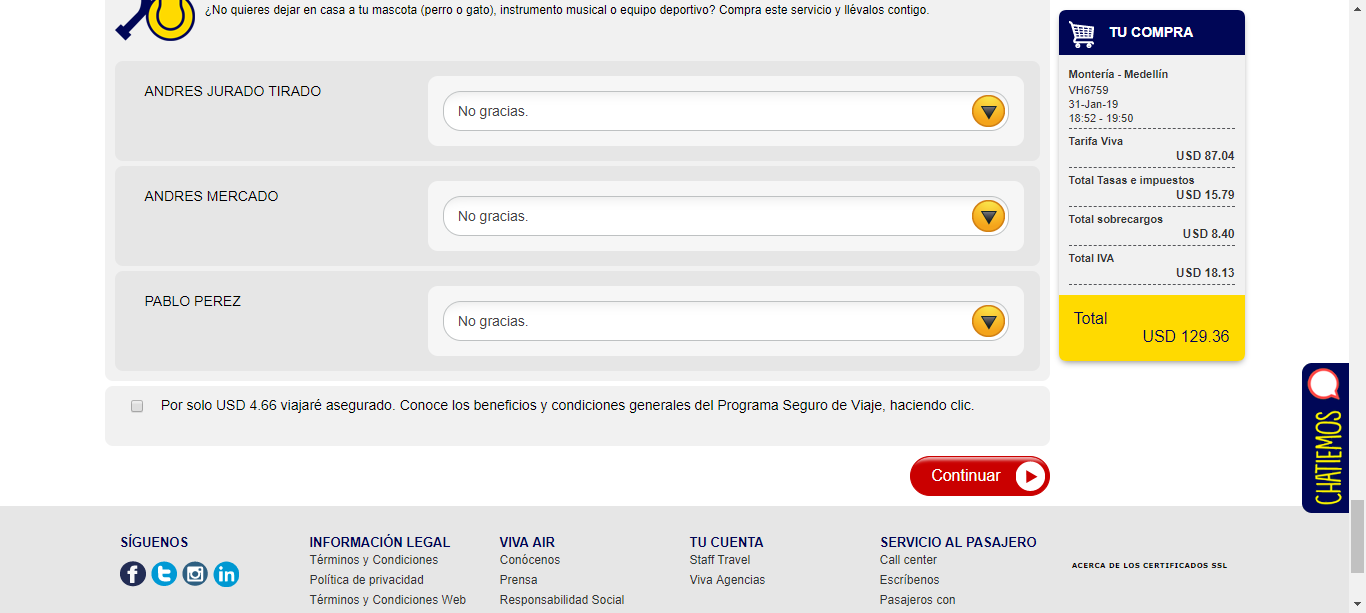 ¿No quieres dejar en casa a tu mascota (perro o gato), instrumento musical o equipo deportivo? Compra este servicio y llévalos contigo.
ANDRES JURADO TIRADO
No gracias.
ANDRES MERCADO
No gracias.
PABLO PEREZ
No gracias.
Por solo USD 4.66 viajaré asegurado. Conoce los beneficios y condiciones generales del Programa Seguro de Viaje, haciendo clic.
Continuar
TU COMPRA
Montería - Medellín
VH6759
31-Jan-19
18:52 - 19:50
Tarifa Viva
USD 87.04
Total Tasas e impuestos
USD 15.79
Total sobrecargos
USD 8.40
Total IVA
USD 18.13
Total
USD 129.36
CHATIEMOS
SÍGUENOS
INFORMACIÓN LEGAL
Términos y Condiciones
Política de privacidad
Términos y Condiciones Web
VIVA AIR
Conócenos
Prensa
Responsabilidad Social
TU CUENTA
Staff Travel
Viva Agencias
SERVICIO AL PASAJERO
Call center
Escríbenos
Pasajeros con
ACERCA DE LOS CERTIFICADOS SSL